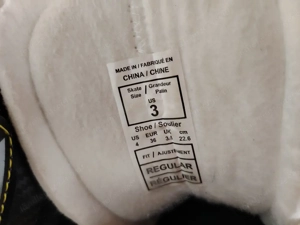 MADE IN / FABRIQUÉ EN
CHINA / CHINE
Skate / Grandeur
Size / Patin
US
3
Shoe / Soulier
US EUR UK cm
4 36 3.5 22.6
FIT / AJUSTEMENT
REGULAR
REGULAR